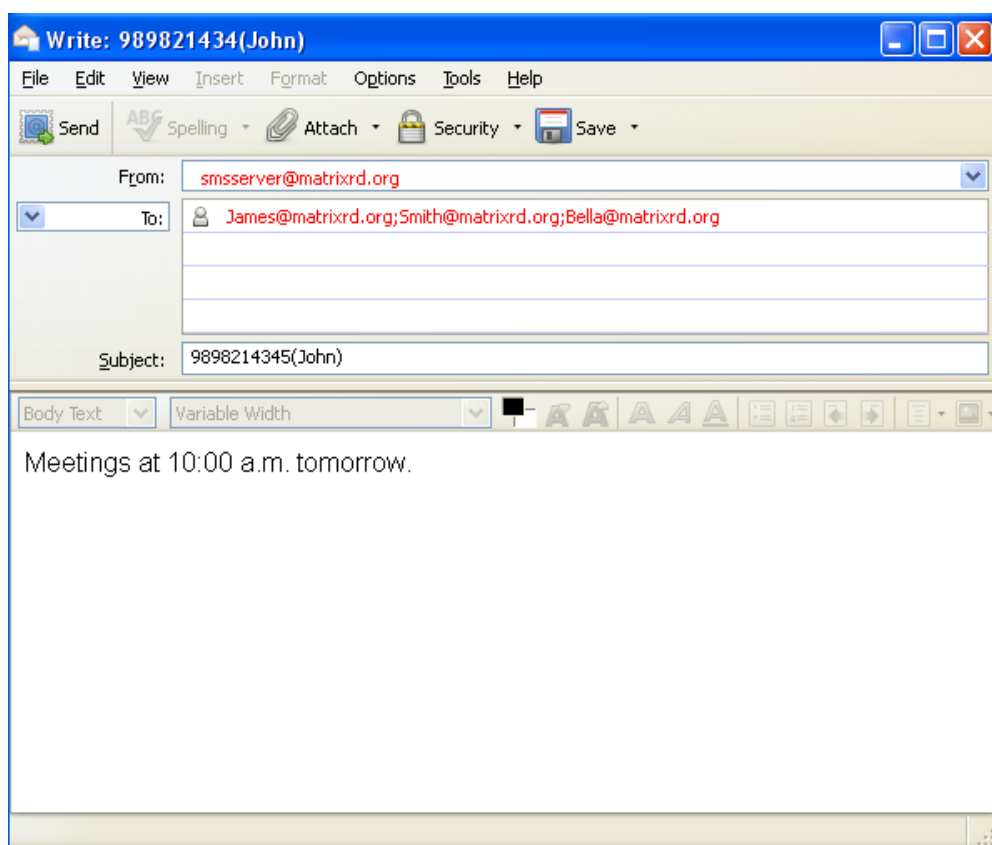 Write: 989821434(John)
File Edit View Insert Format Options Tools Help
Send ABC Spelling Attach Security Save
From: smsserver@matrixrd.org
To: James@matrixrd.org;Smith@matrixrd.org;Bella@matrixrd.org
Subject: 9898214345(John)
Body Text Variable Width
Meetings at 10:00 a.m. tomorrow.